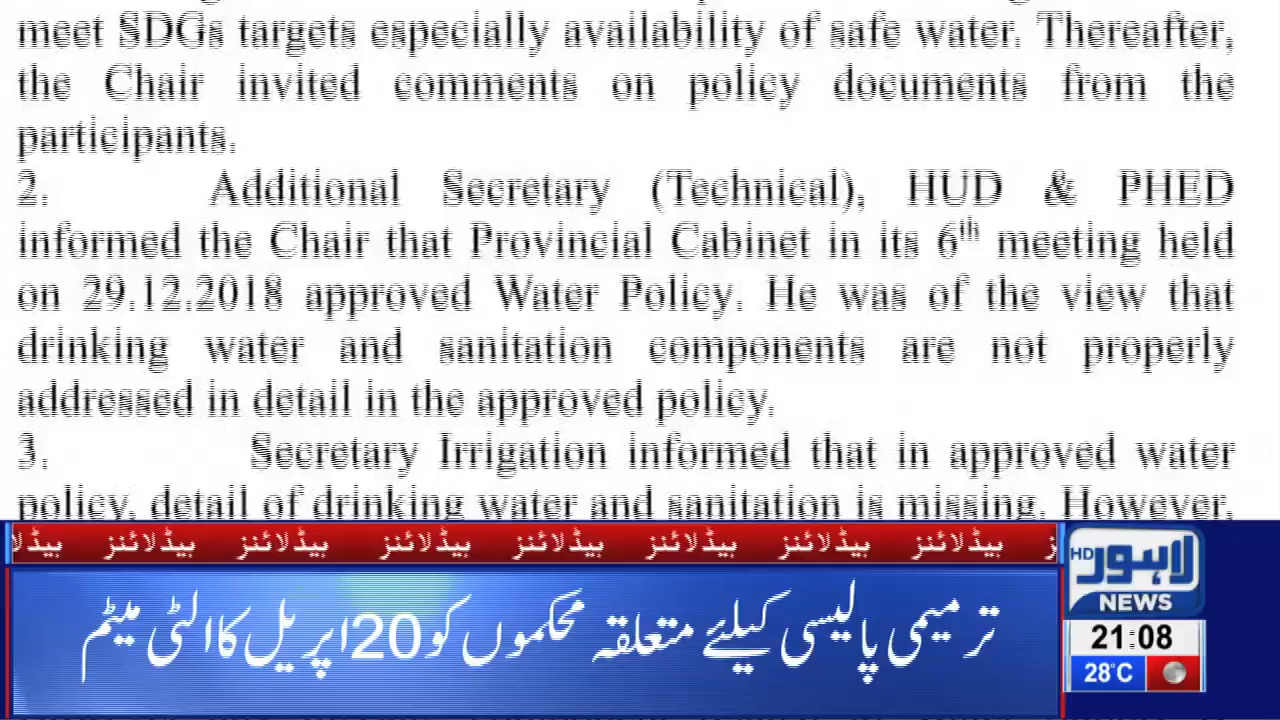 meet SDGs targets especially availability of safe water. Thereafter,
the Chair invited comments on policy documents from the
participants.
2. Additional Secretary (Technical), HUD & PHED
informed the Chair that Provincial Cabinet in its 6th meeting held
on 29.12.2018 approved Water Policy. He was of the view that
drinking water and sanitation components are not properly
addressed in detail in the approved policy.
3. Secretary Irrigation informed that in approved water
policy, detail of drinking water and sanitation is missing. However,
ہیڈلائنز ہیڈلائنز ہیڈلائنز ہیڈلائنز ہیڈلائنز ہیڈلائنز ہیڈلائنز
ترمیمی پالیسی کیلئے متعلقہ محکموں کو 20 اپریل کا الٹی میٹم
لاہور HD
NEWS
21:08
28°C